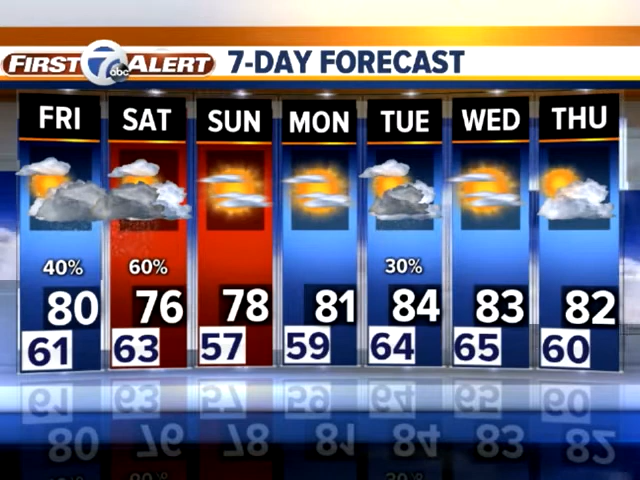 FIRST 7 abc ALERT 7-DAY FORECAST
FRI SAT SUN MON TUE WED THU
40% 60% 30%
80 76 78 81 84 83 82
61 63 57 59 64 65 60